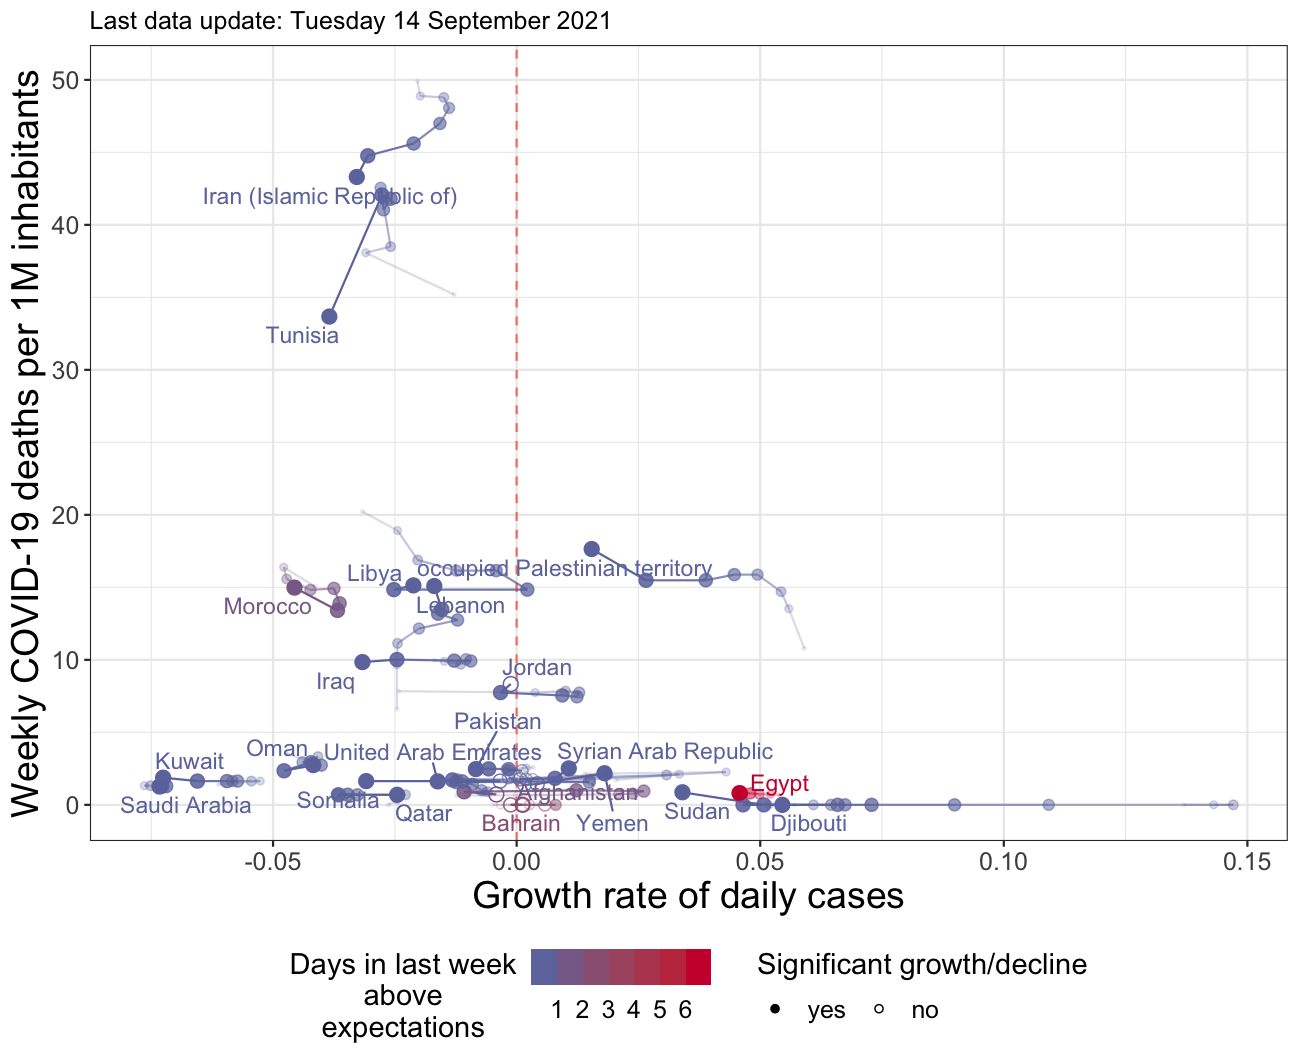 Last data update: Tuesday 14 September 2021
Weekly COVID-19 deaths per 1M inhabitants
50
40
30
20
10
0
Iran (Islamic Republic of)
Tunisia
Libya
occupied Palestinian territory
Morocco
Lebanon
Jordan
Iraq
Pakistan
Oman
United Arab Emirates
Syrian Arab Republic
Kuwait
Egypt
Afghanistan
Saudi Arabia
Somalia
Qatar
Sudan
Bahrain
Yemen
Djibouti
-0.05
0.00
0.05
0.10
0.15
Growth rate of daily cases
Days in last week
above
expectations
1 2 3 4 5 6
Significant growth/decline
yes
no